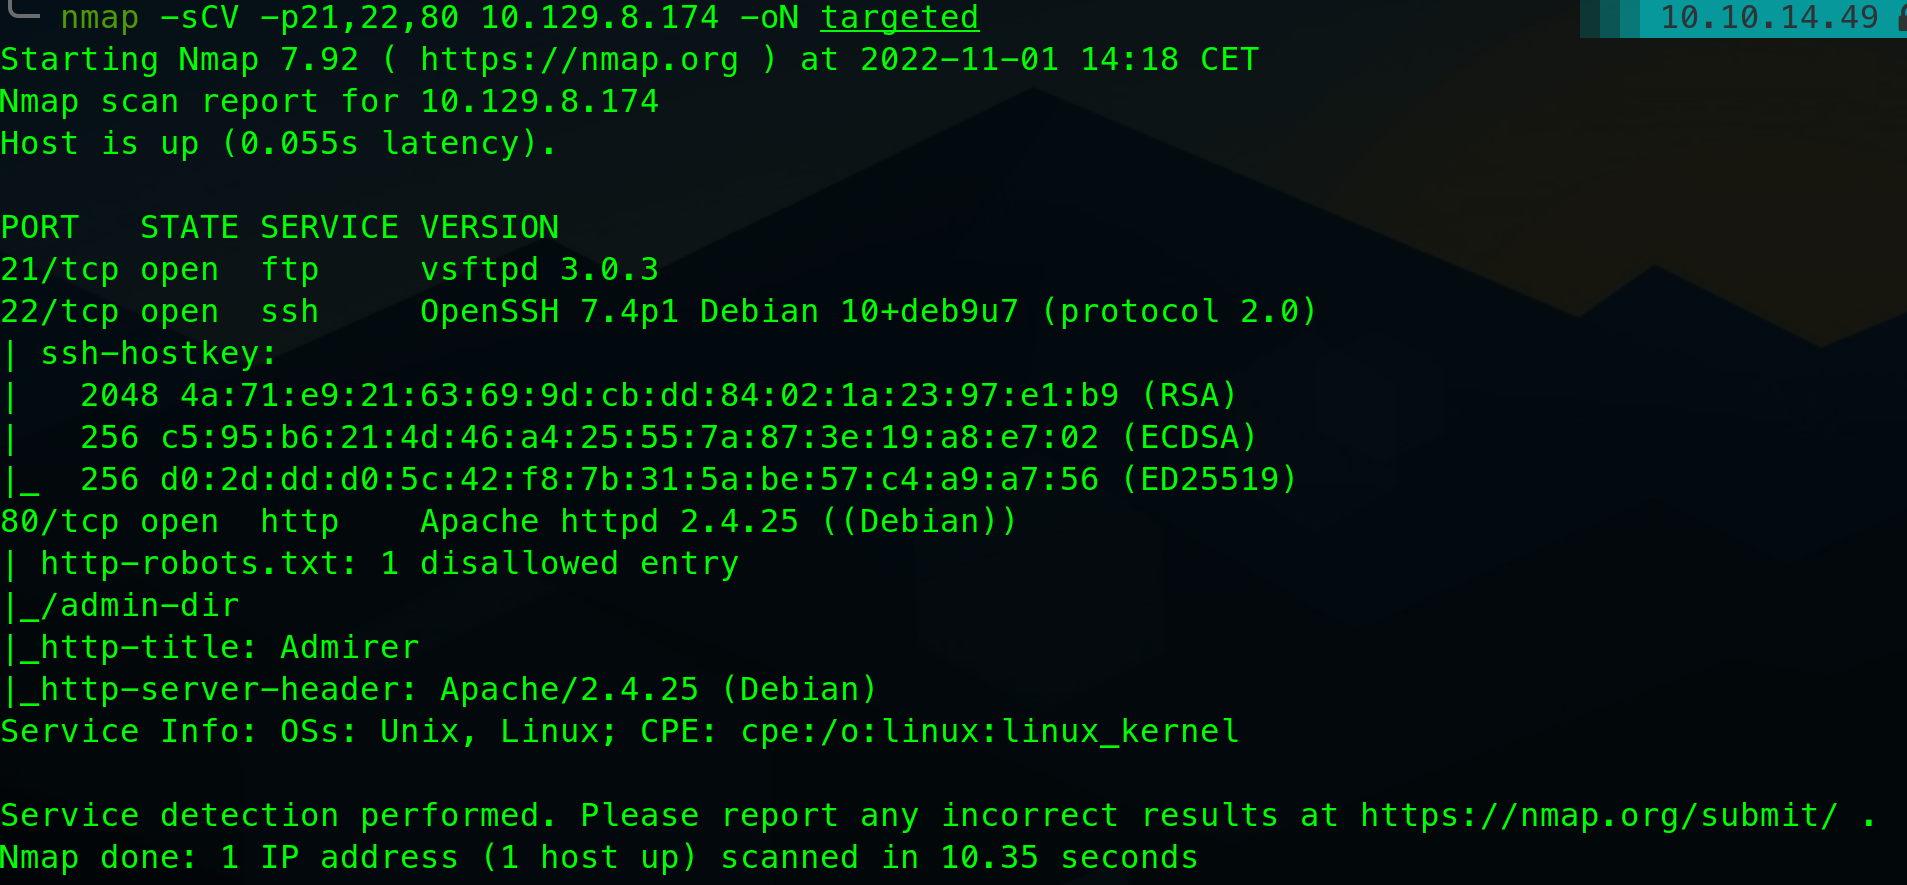 nmap -sCV -p21,22,80 10.129.8.174 -oN targeted
10.10.14.49
Starting Nmap 7.92 ( https://nmap.org ) at 2022-11-01 14:18 CET
Nmap scan report for 10.129.8.174
Host is up (0.055s latency).
PORT   STATE SERVICE VERSION
21/tcp open  ftp     vsftpd 3.0.3
22/tcp open  ssh     OpenSSH 7.4p1 Debian 10+deb9u7 (protocol 2.0)
| ssh-hostkey:
|   2048 4a:71:e9:21:63:69:9d:cb:dd:84:02:1a:23:97:e1:b9 (RSA)
|   256 c5:95:b6:21:4d:46:a4:25:55:7a:87:3e:19:a8:e7:02 (ECDSA)
|_  256 d0:2d:dd:d0:5c:42:f8:7b:31:5a:be:57:c4:a9:a7:56 (ED25519)
80/tcp open  http    Apache httpd 2.4.25 ((Debian))
| http-robots.txt: 1 disallowed entry
|_/admin-dir
|_http-title: Admirer
|_http-server-header: Apache/2.4.25 (Debian)
Service Info: OSs: Unix, Linux; CPE: cpe:/o:linux:linux_kernel
Service detection performed. Please report any incorrect results at https://nmap.org/submit/ .
Nmap done: 1 IP address (1 host up) scanned in 10.35 seconds